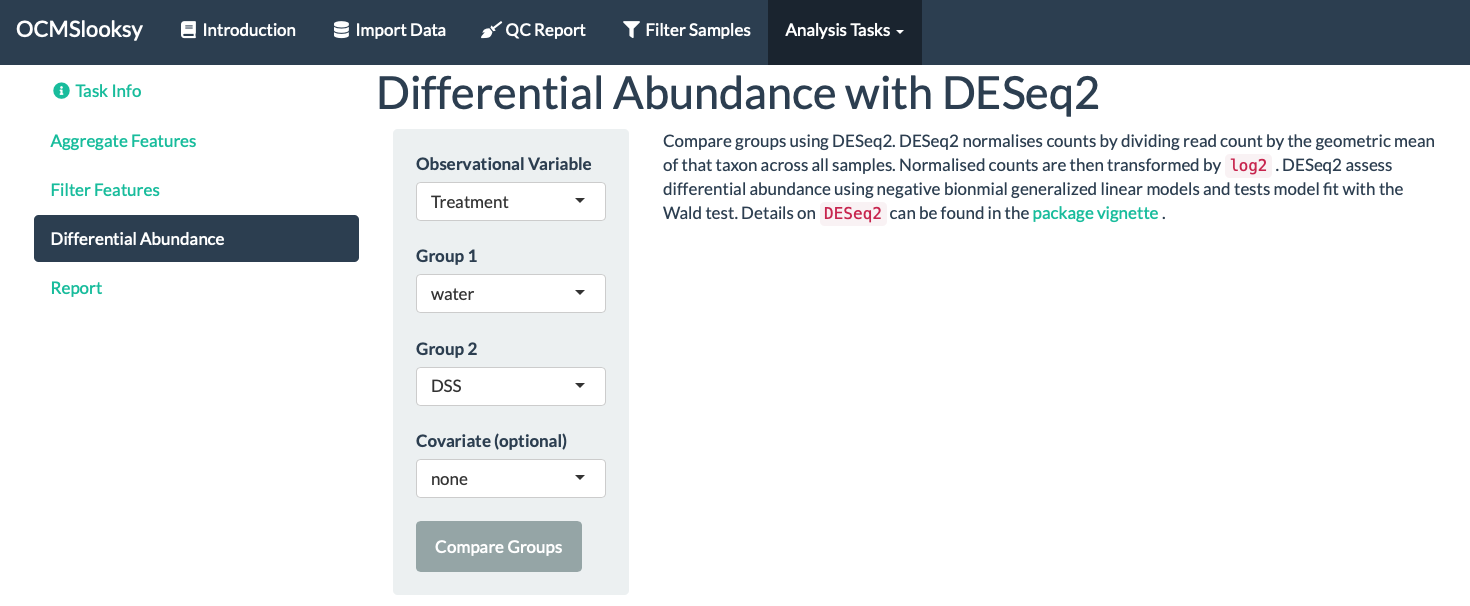 OCMSlooksy Introduction Import Data QC Report Filter Samples Analysis Tasks
Task Info
Aggregate Features
Filter Features
Differential Abundance
Report
Differential Abundance with DESeq2
Observational Variable
Treatment
Group 1
water
Group 2
DSS
Covariate (optional)
none
Compare Groups
Compare groups using DESeq2. DESeq2 normalises counts by dividing read count by the geometric mean
of that taxon across all samples. Normalised counts are then transformed by log2 . DESeq2 assess
differential abundance using negative bionmial generalized linear models and tests model fit with the
Wald test. Details on DESeq2 can be found in the package vignette .